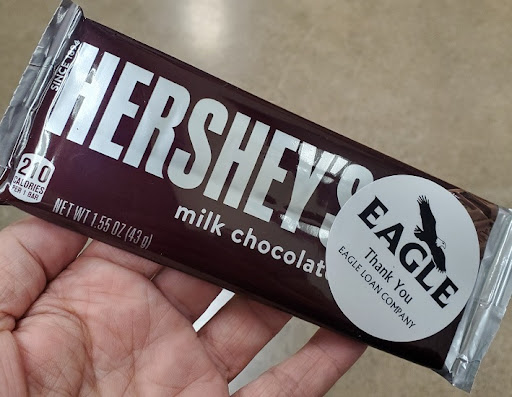 SINCE 1894
HERSHEY'S
milk chocolat
210
CALORIES
PER 1 BAR
NET WT 1.55 OZ (43 g)
EAGLE
Thank You
EAGLE LOAN COMPANY